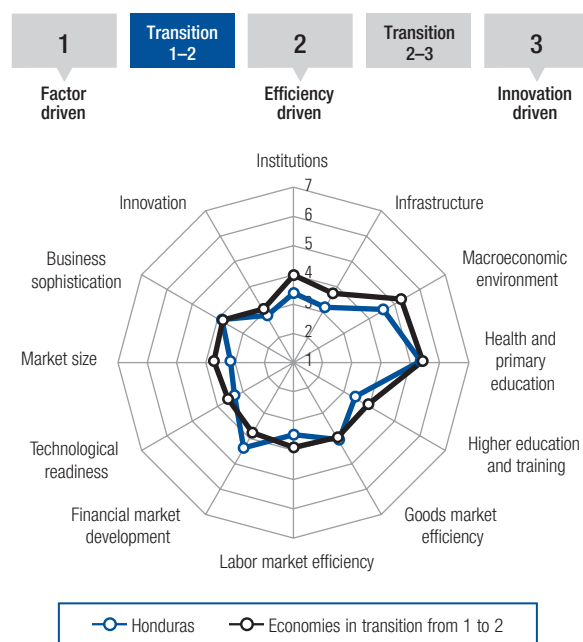 1
Transition
1–2
2
Transition
2–3
3
Factor
driven
Efficiency
driven
Innovation
driven
Institutions
Innovation
Infrastructure
Business
sophistication
Macroeconomic
environment
Market size
Health and
primary
education
Technological
readiness
Higher education
and training
Financial market
development
Goods market
efficiency
Labor market efficiency
7
6
5
4
3
2
1
Honduras
Economies in transition from 1 to 2